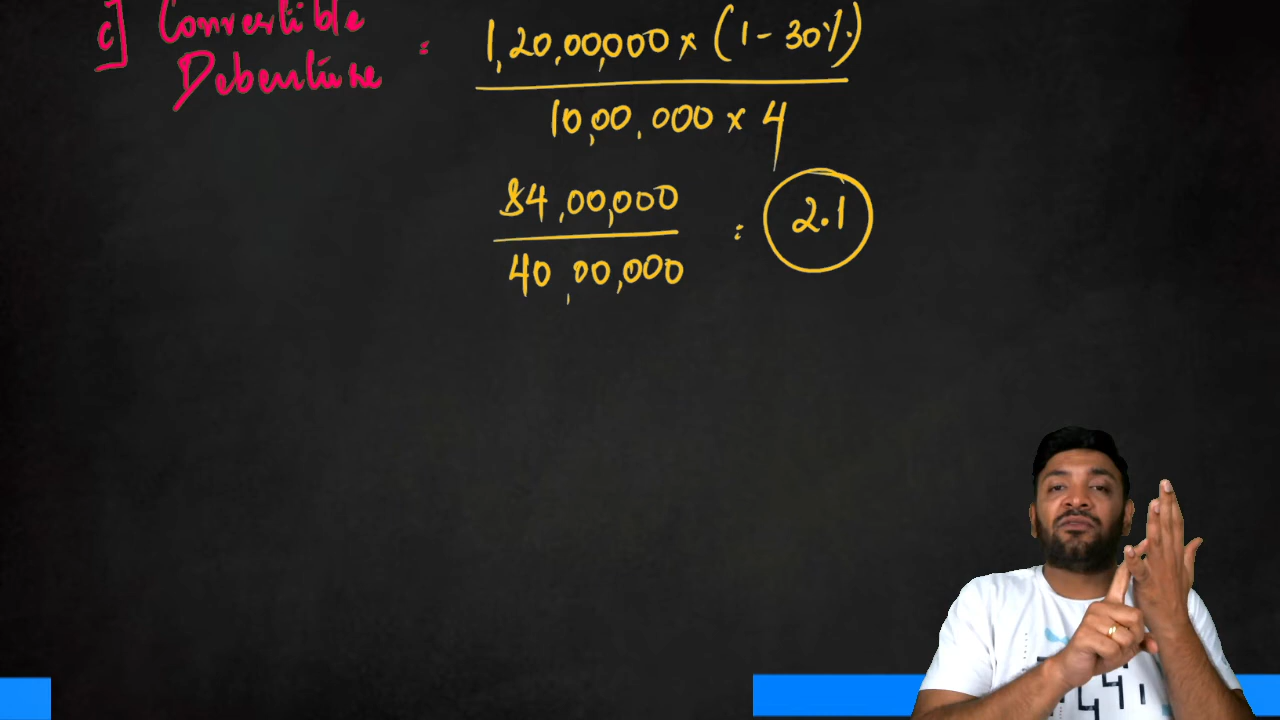 c] Convertible
Debenture = 1,20,00,000 x (1 - 30%)
10,00,000 x 4
84,00,000
40,00,000
= 2.1